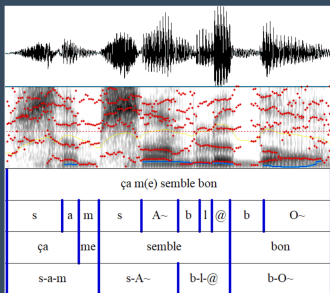 ça m(e) semble bon
s a m s A~ b l @ b O~
ça me semble bon
s-a-m s-A~ b-l-@ b-O~